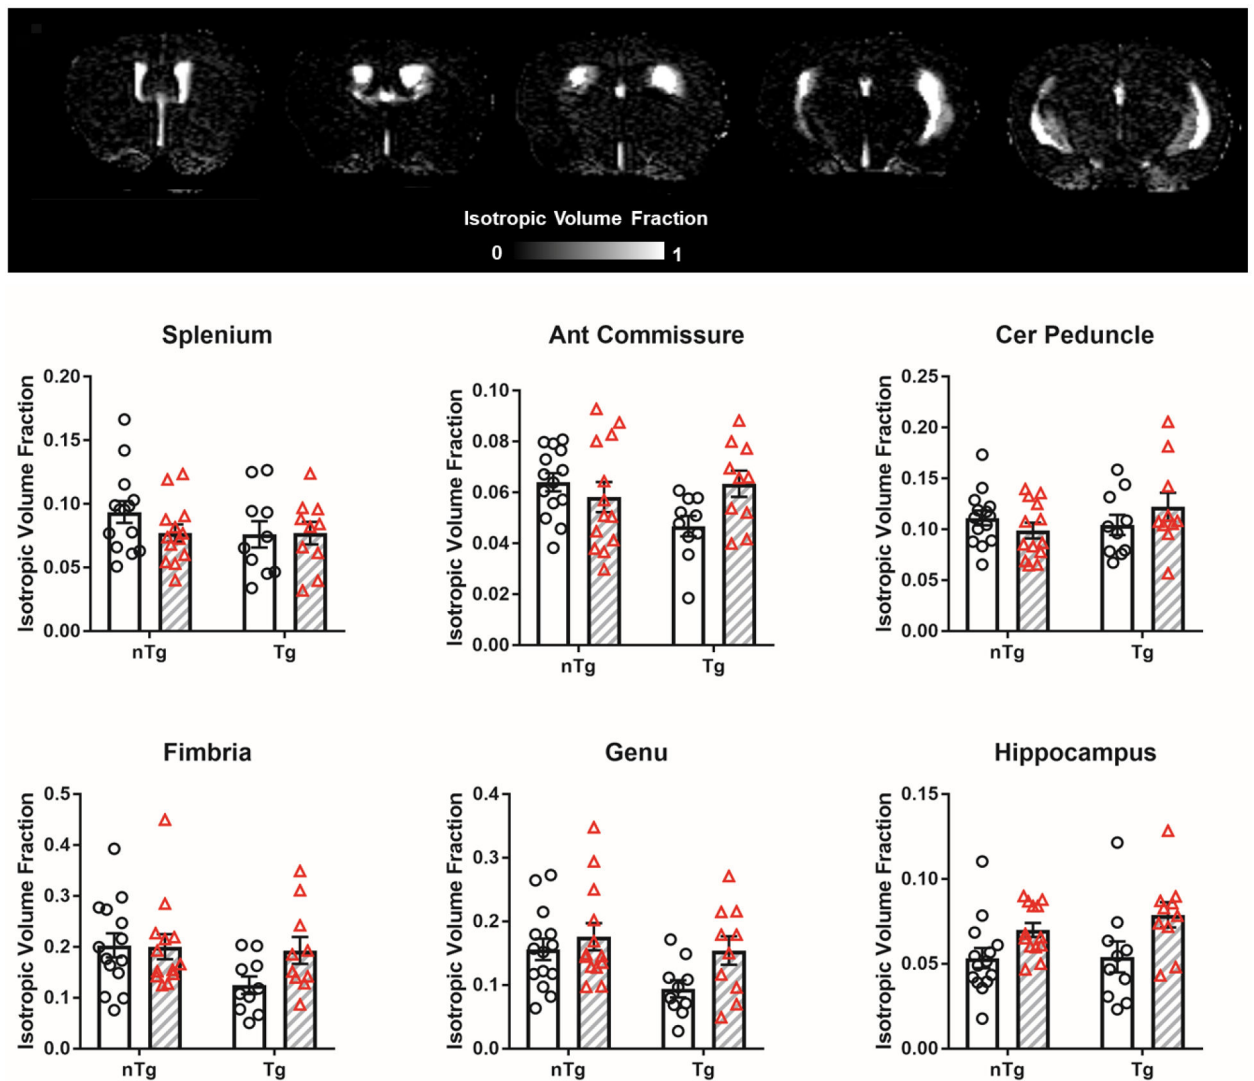 Isotropic Volume Fraction
0 1
Splenium
Isotropic Volume Fraction
0.20
0.15
0.10
0.05
0.00
nTg Tg
Ant Commissure
Isotropic Volume Fraction
0.10
0.08
0.06
0.04
0.02
0.00
nTg Tg
Cer Peduncle
Isotropic Volume Fraction
0.25
0.20
0.15
0.10
0.05
0.00
nTg Tg
Fimbria
Isotropic Volume Fraction
0.5
0.4
0.3
0.2
0.1
0.0
nTg Tg
Genu
Isotropic Volume Fraction
0.4
0.3
0.2
0.1
0.0
nTg Tg
Hippocampus
Isotropic Volume Fraction
0.15
0.10
0.05
0.00
nTg Tg